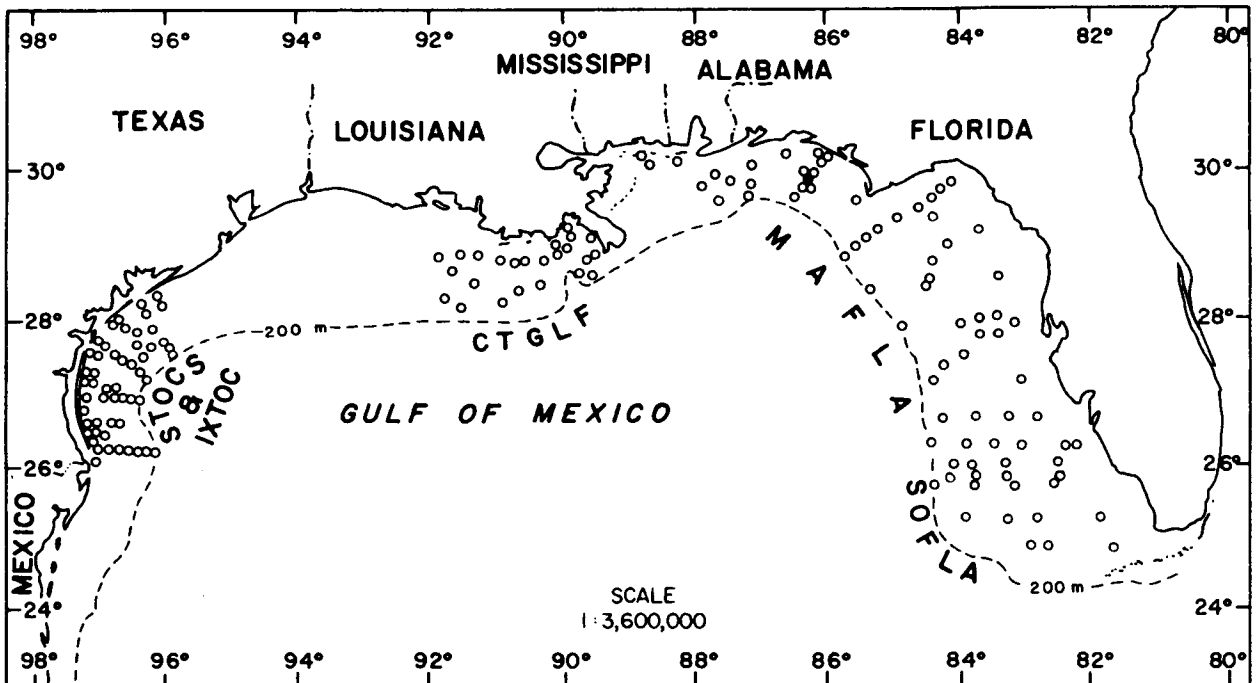 98° 96° 94° 92° 90° 88° 86° 84° 82° 80°
MISSISSIPPI ALABAMA
TEXAS LOUISIANA FLORIDA
30° 30°
MAFLA
28° 28°
200 m
CTGLF
STOCS
&
IXTOC
GULF OF MEXICO
26° 26°
MEXICO
SOFLA
200 m
SCALE
1:3,600,000
24° 24°
98° 96° 94° 92° 90° 88° 86° 84° 82° 80°